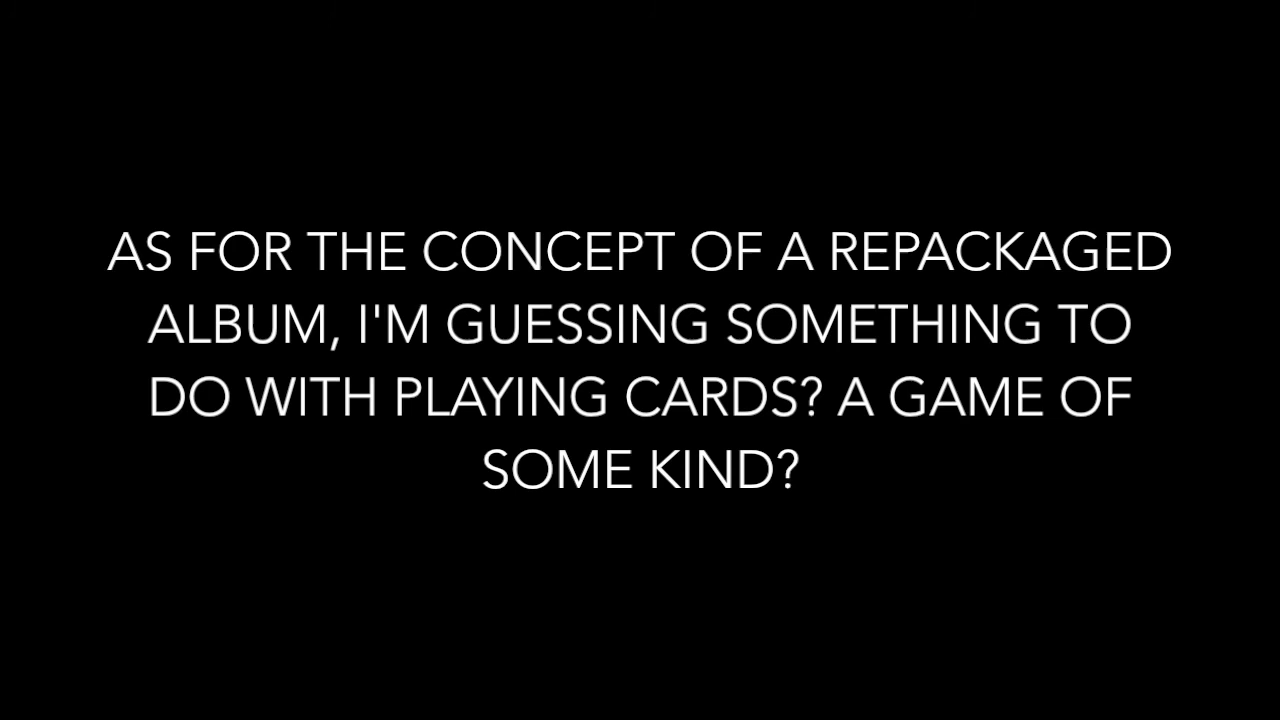 AS FOR THE CONCEPT OF A REPACKAGED
ALBUM, I'M GUESSING SOMETHING TO
DO WITH PLAYING CARDS? A GAME OF
SOME KIND?